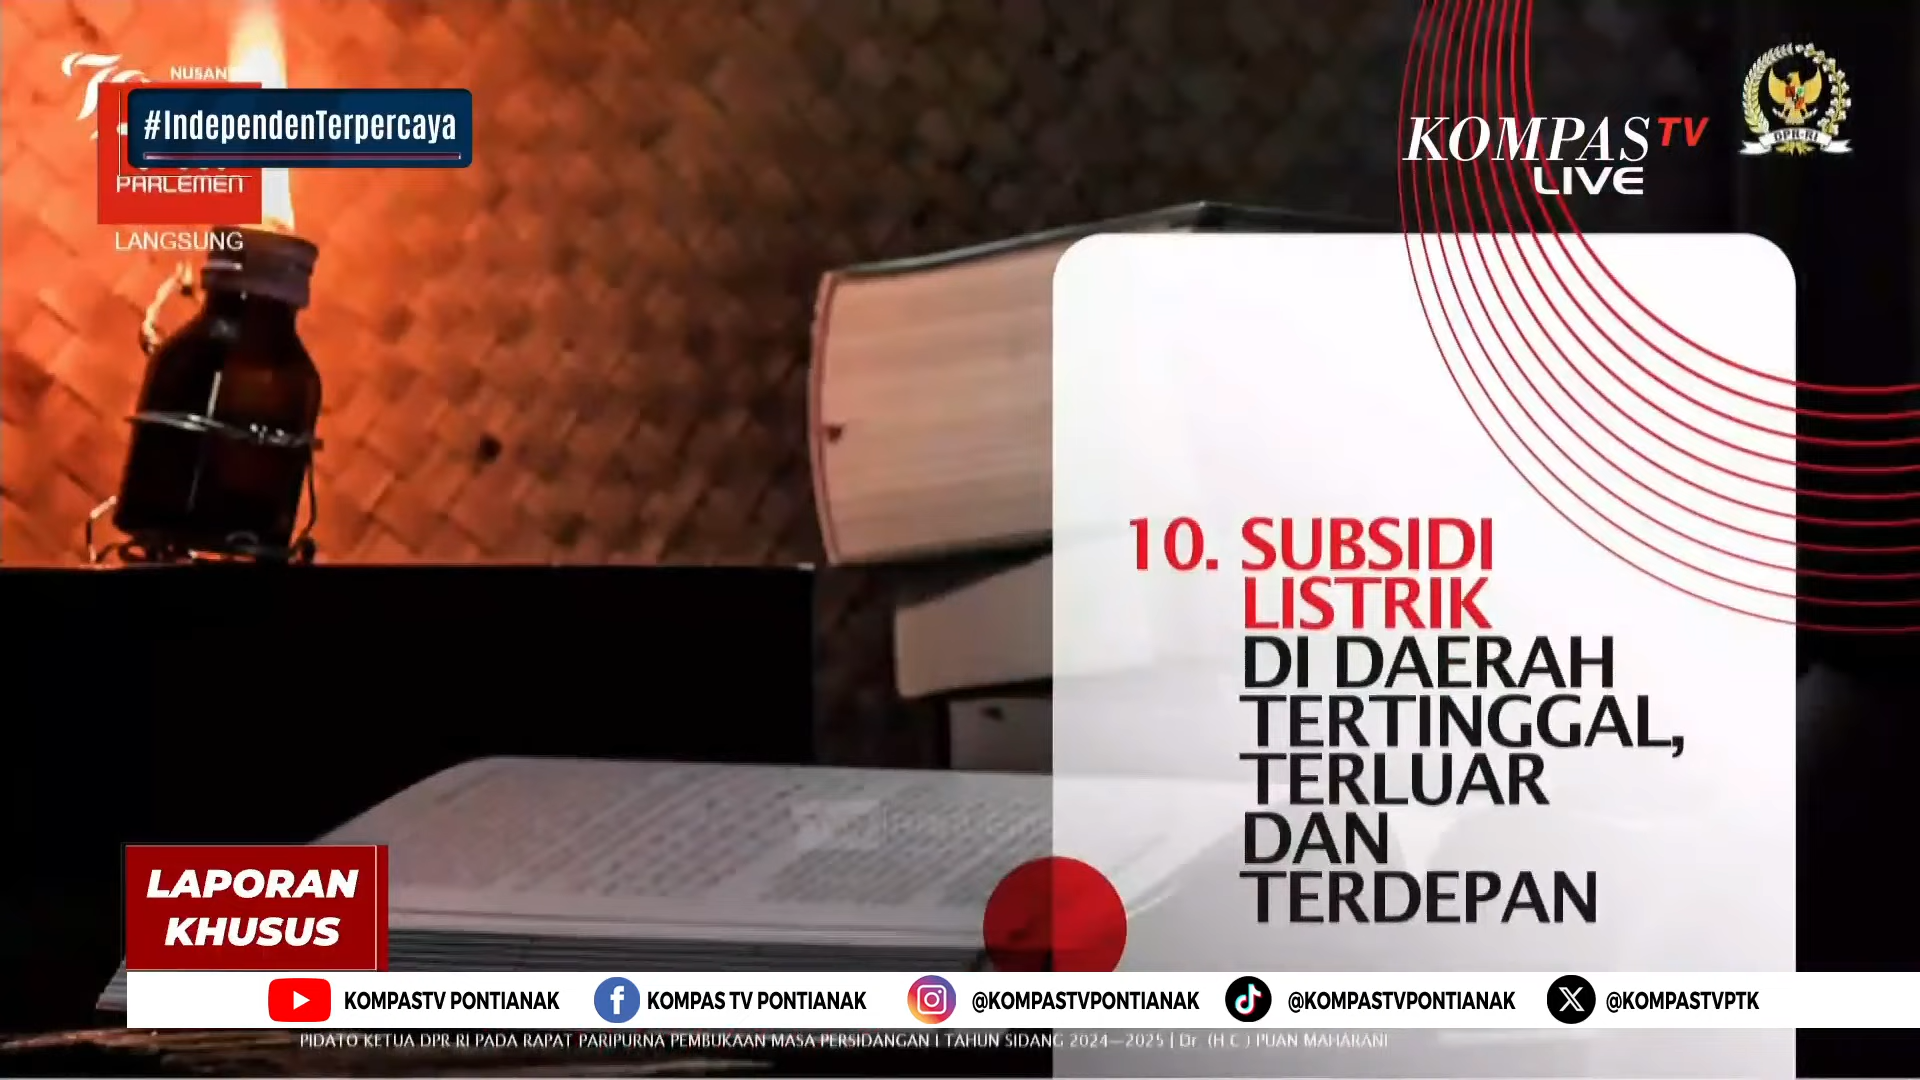 NUSAN
#IndependenTerpercaya
PARLEMEN
LANGSUNG
KOMPAS TV
LIVE
DPR-RI
10. SUBSIDI
LISTRIK
DI DAERAH
TERTINGGAL,
TERLUAR
DAN
TERDEPAN
LAPORAN
KHUSUS
KOMPASTV PONTIANAK
KOMPAS TV PONTIANAK
@KOMPASTVPONTIANAK
@KOMPASTVPONTIANAK
@KOMPASTVPTK
PIDATO KETUA DPR RI PADA RAPAT PARIPURNA PEMBUKAAN MASA PERSIDANGAN I TAHUN SIDANG 2024—2025 | Dr. (H.C.) PUAN MAHARANI